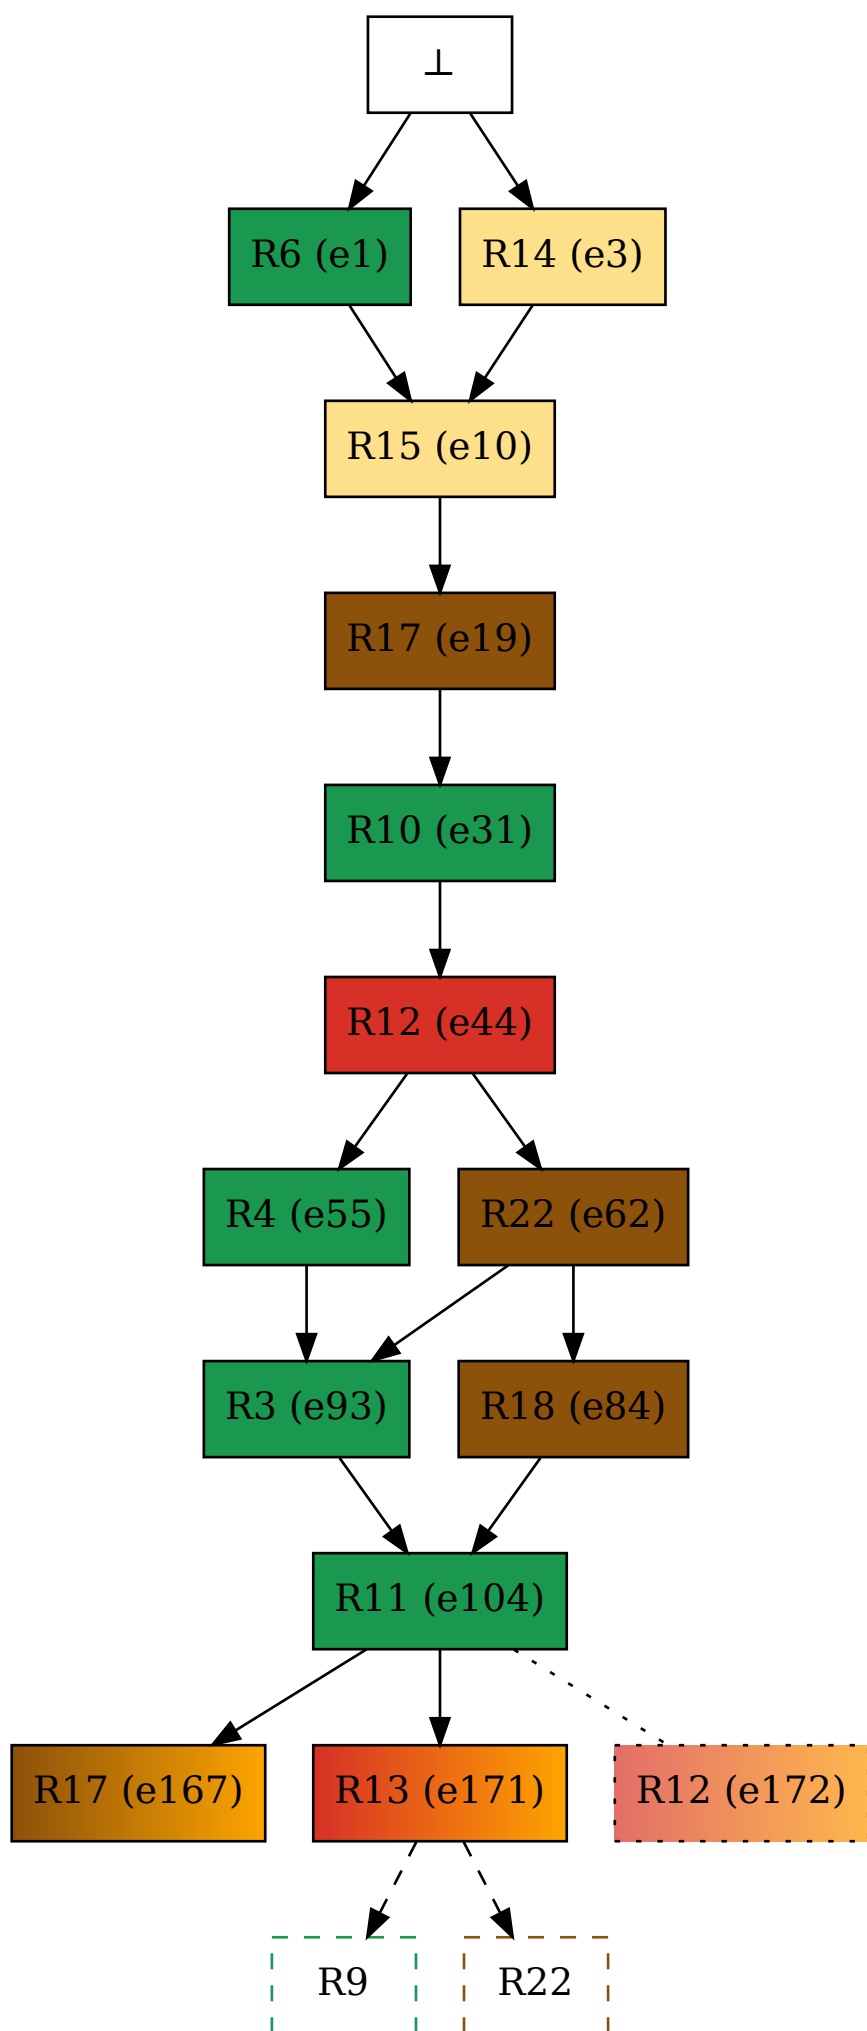 ⊥
R6 (e1)
R14 (e3)
R15 (e10)
R17 (e19)
R10 (e31)
R12 (e44)
R4 (e55)
R22 (e62)
R3 (e93)
R18 (e84)
R11 (e104)
R17 (e167)
R13 (e171)
R12 (e172)
R9
R22